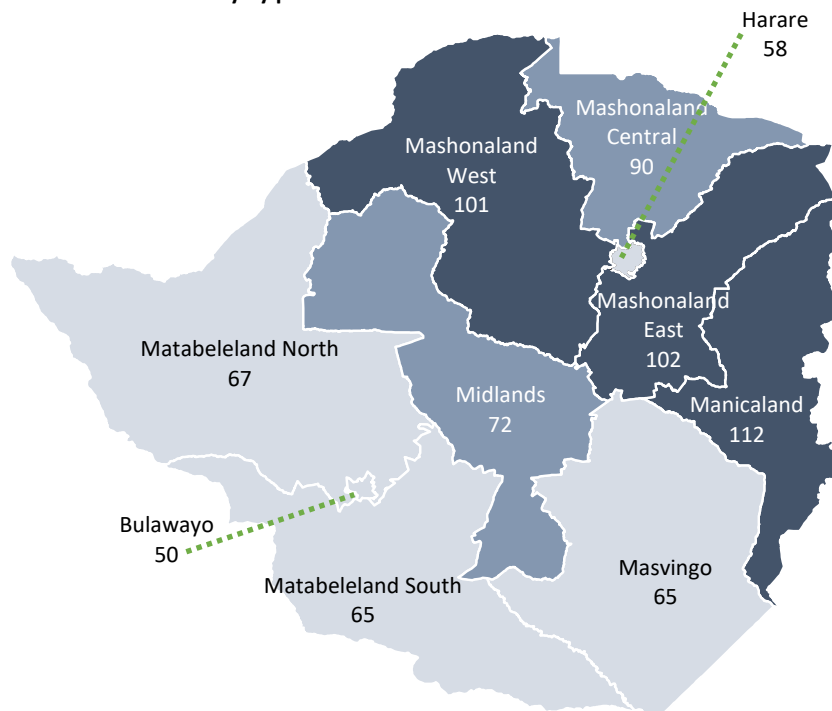 Harare
58
Mashonaland
Central
90
Mashonaland
West
101
Mashonaland
East
102
Matabeleland North
67
Midlands
72
Manicaland
112
Bulawayo
50
Matabeleland South
65
Masvingo
65